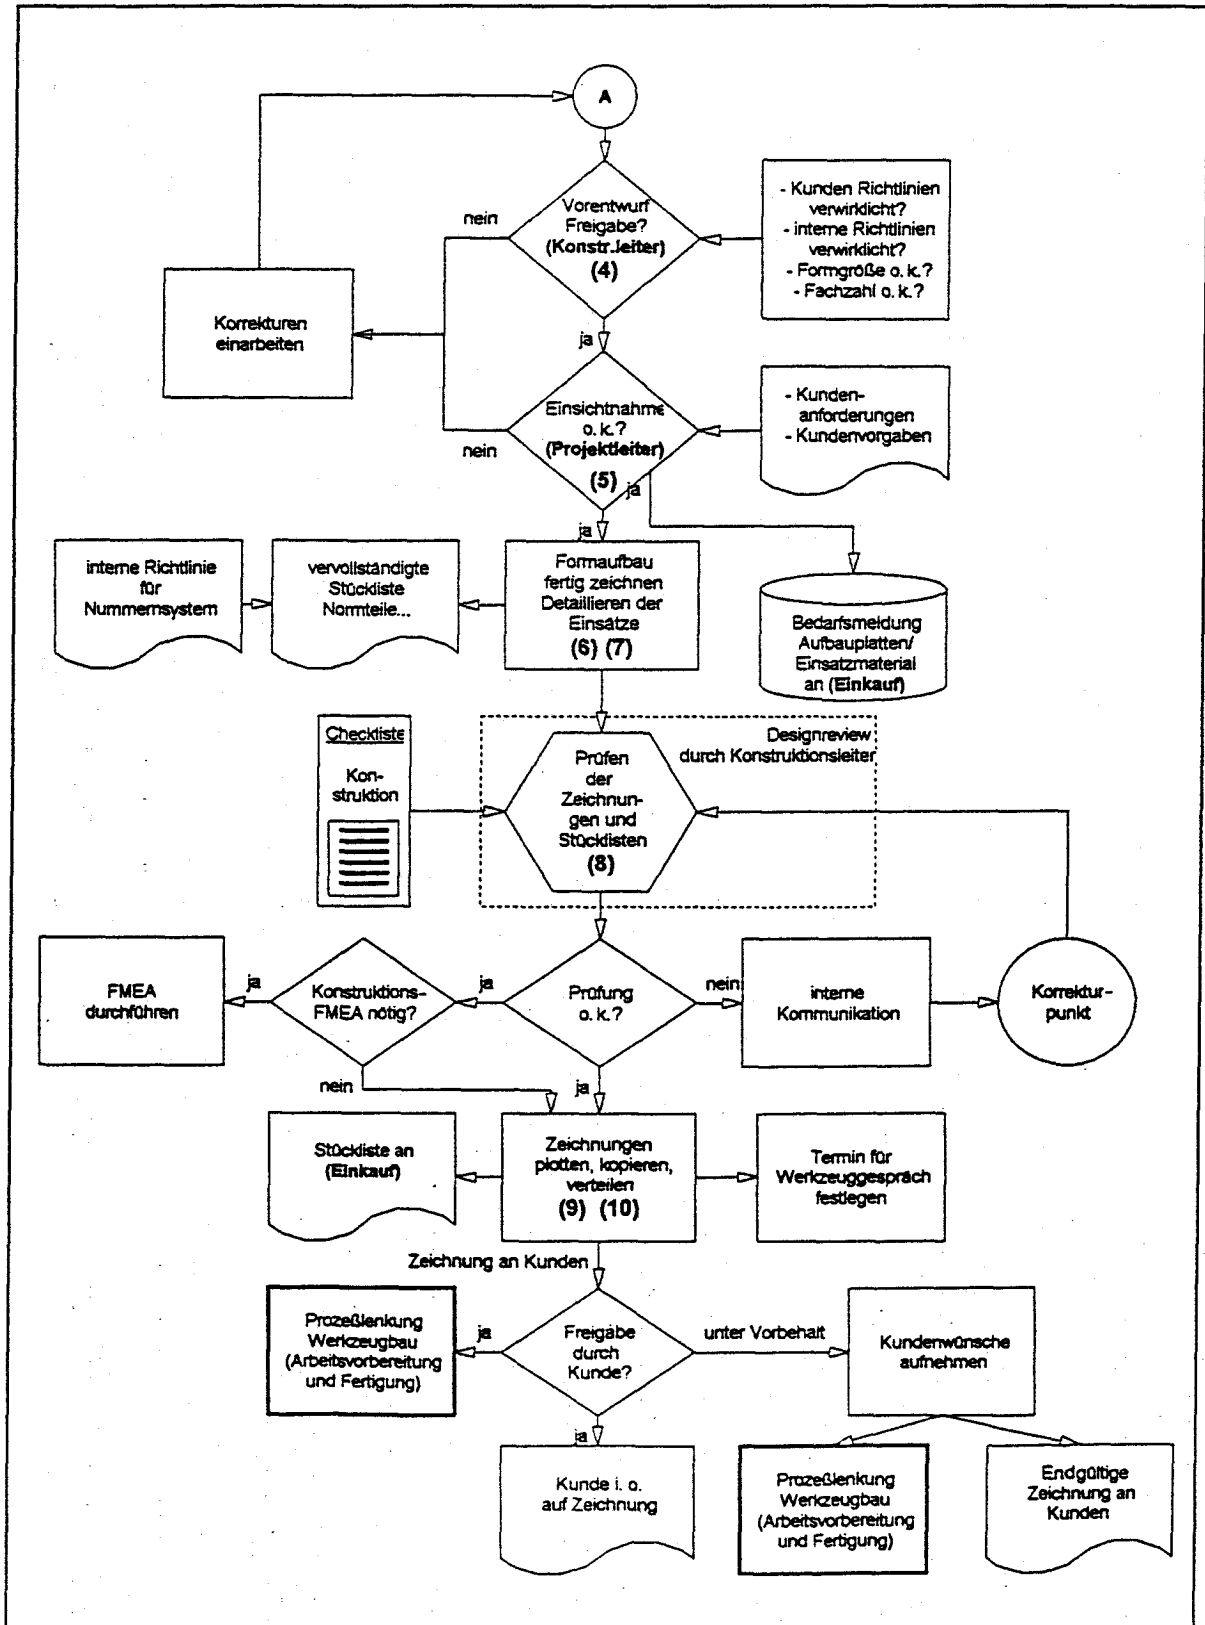 A
Vorentwurf
Freigabe?
(Konstr.leiter)
(4)
nein
- Kunden Richtlinien
verwirklicht?
- interne Richtlinien
verwirklicht?
- Formgröße o. k.?
- Fachzahl o. k.?
Korrekturen
einarbeiten
ja
Einsichtnahme
o. k.?
(Projektleiter)
(5)
nein
- Kunden-
anforderungen
- Kundenvorgaben
ja
ja
interne Richtlinie
für
Nummernsystem
vervollständigte
Stückliste
Normteile...
Formaufbau
fertig zeichnen
Detaillieren der
Einsätze
(6) (7)
Bedarfsmeldung
Aufbauplatten/
Einsatzmaterial
an (Einkauf)
Checkliste
Kon-
struktion
Designreview
durch Konstruktionsleiter
Prüfen
der
Zeichnun-
gen und
Stücklisten
(8)
FMEA
durchführen
ja
Konstruktions-
FMEA nötig?
ja
Prüfung
o. k.?
nein
interne
Kommunikation
Korrektur-
punkt
nein
ja
Stückliste an
(Einkauf)
Zeichnungen
plotten, kopieren,
verteilen
(9) (10)
Termin für
Werkzeuggespräch
festlegen
Zeichnung an Kunden
Prozeßlenkung
Werkzeugbau
(Arbeitsvorbereitung
und Fertigung)
ja
Freigabe
durch
Kunde?
unter Vorbehalt
Kundenwünsche
aufnehmen
ja
Kunde i. o.
auf Zeichnung
Prozeßlenkung
Werkzeugbau
(Arbeitsvorbereitung
und Fertigung)
Endgültige
Zeichnung an
Kunden